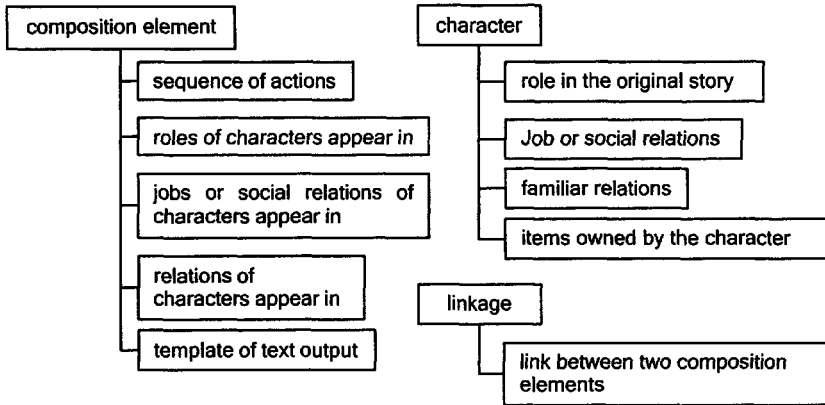 composition element
sequence of actions
roles of characters appear in
jobs or social relations of
characters appear in
relations of
characters appear in
template of text output
character
role in the original story
Job or social relations
familiar relations
items owned by the character
linkage
link between two composition
elements